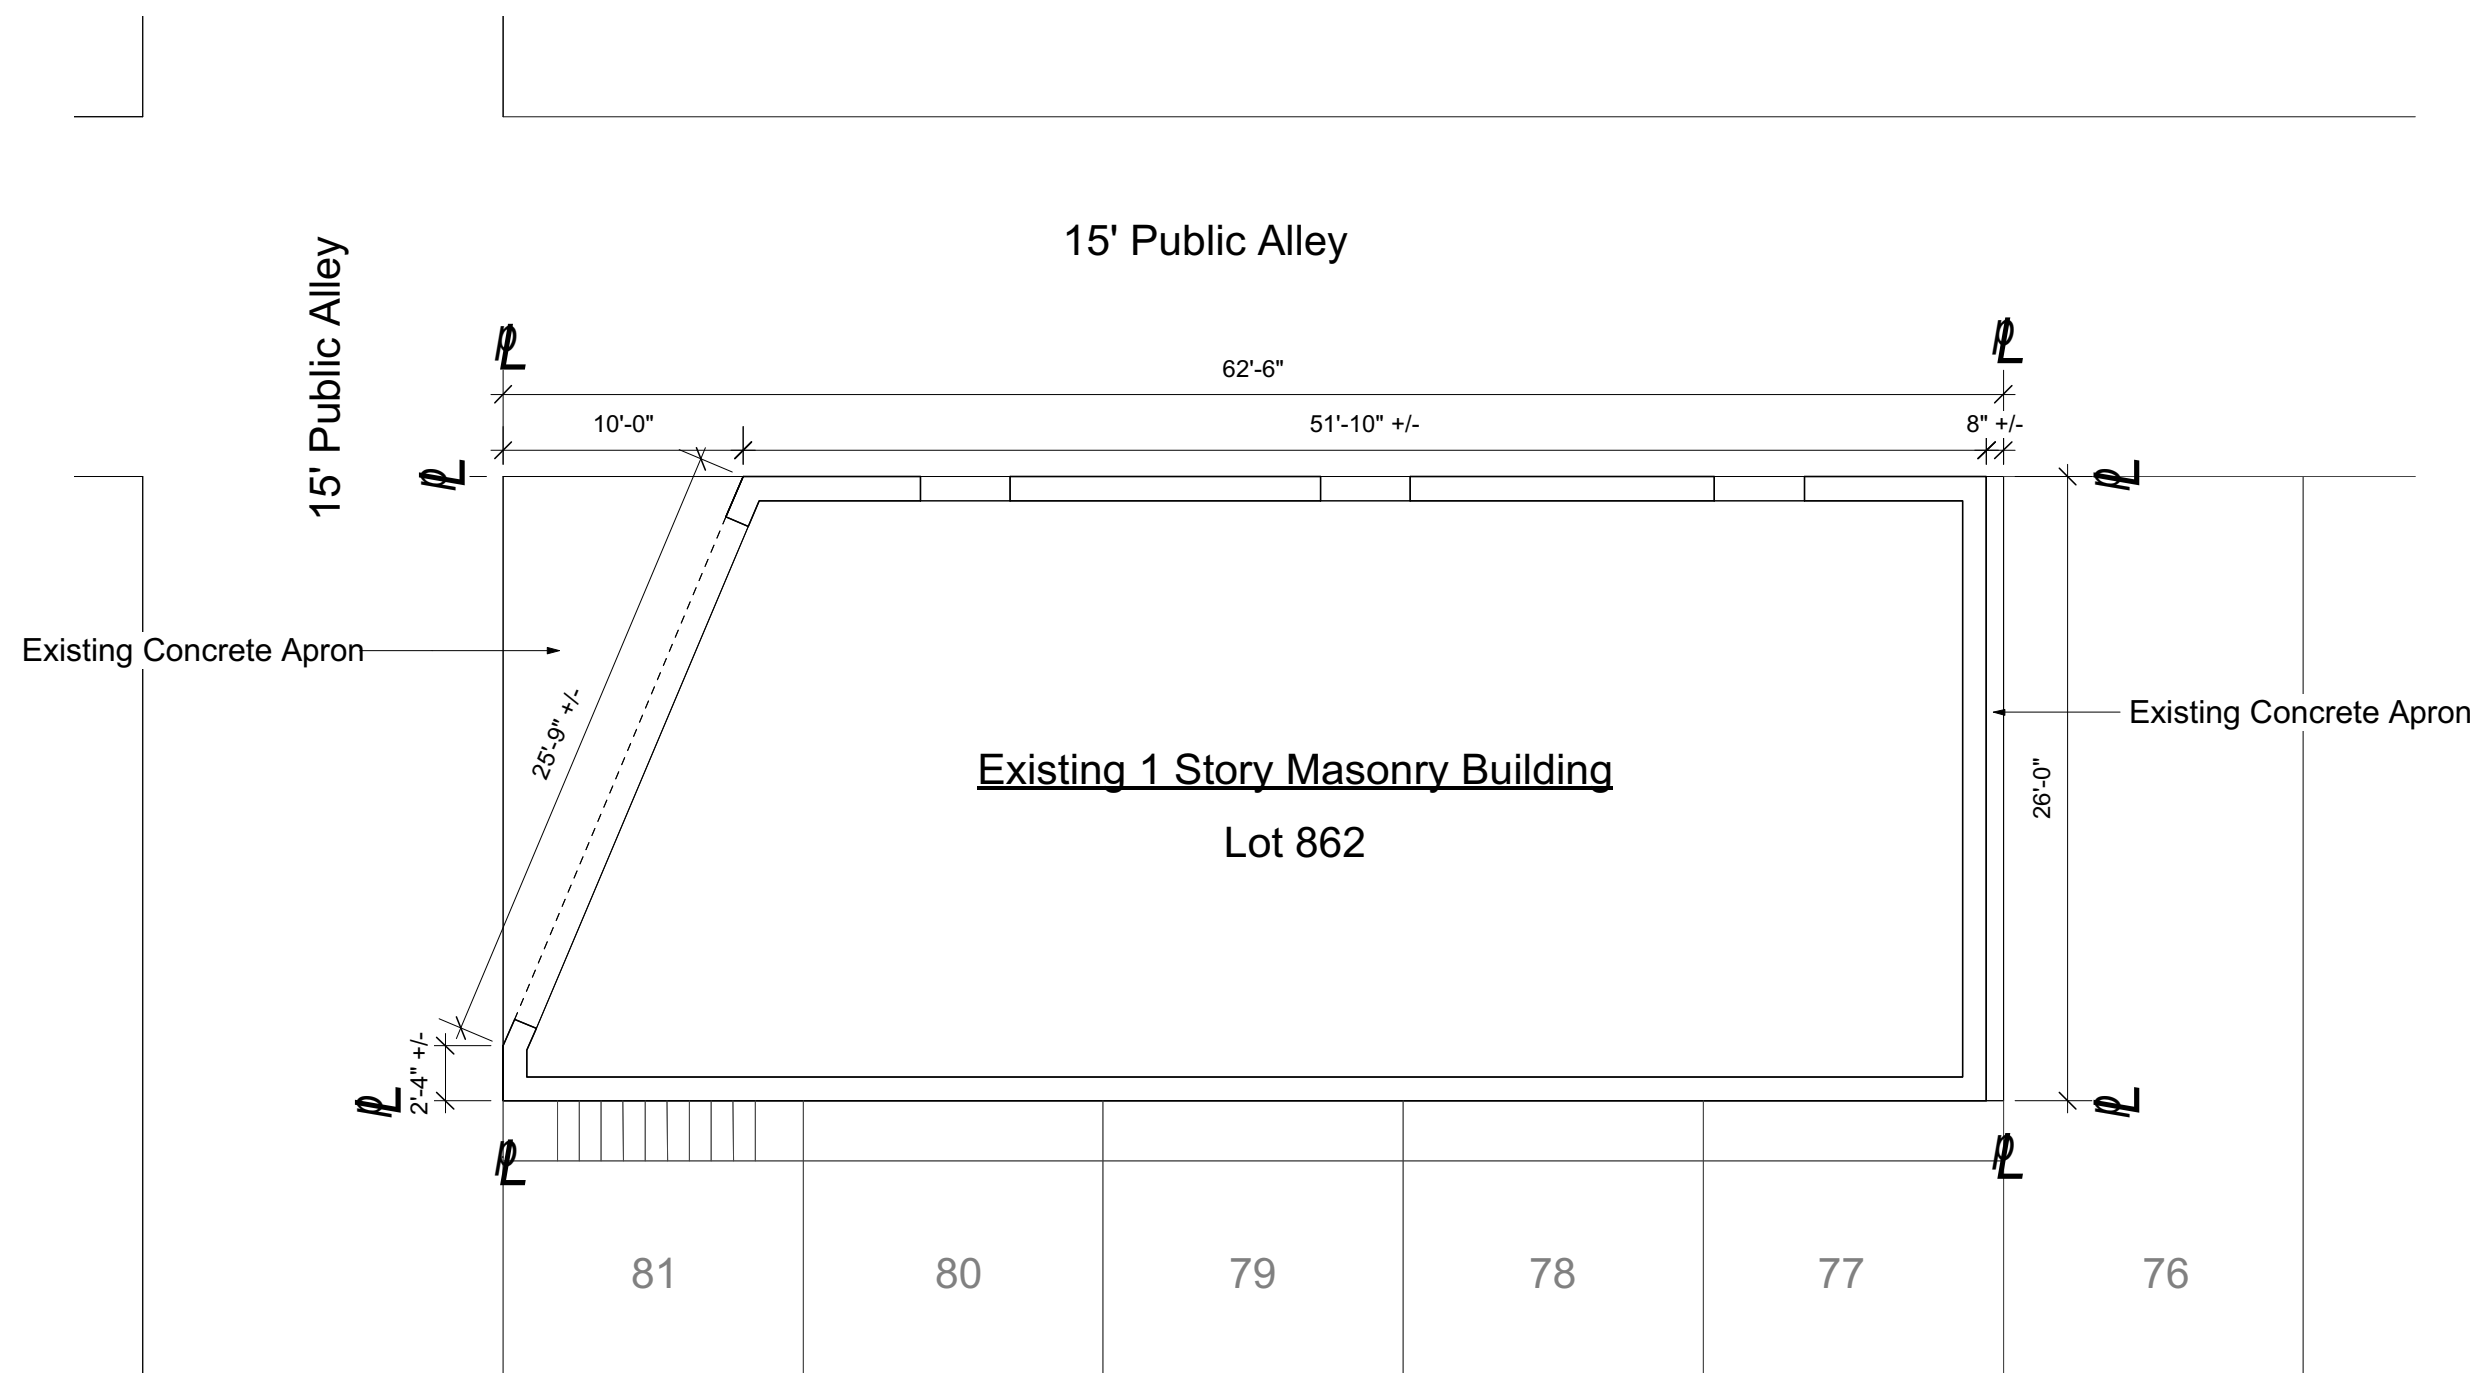 15' Public Alley
15' Public Alley
PL
PL
62'-6"
10'-0"
51'-10" +/-
8" +/-
PL
PL
Existing Concrete Apron
25'-9" +/-
Existing Concrete Apron
Existing 1 Story Masonry Building
26'-0"
Lot 862
2'-4" +/-
PL
PL
PL
PL
81
80
79
78
77
76